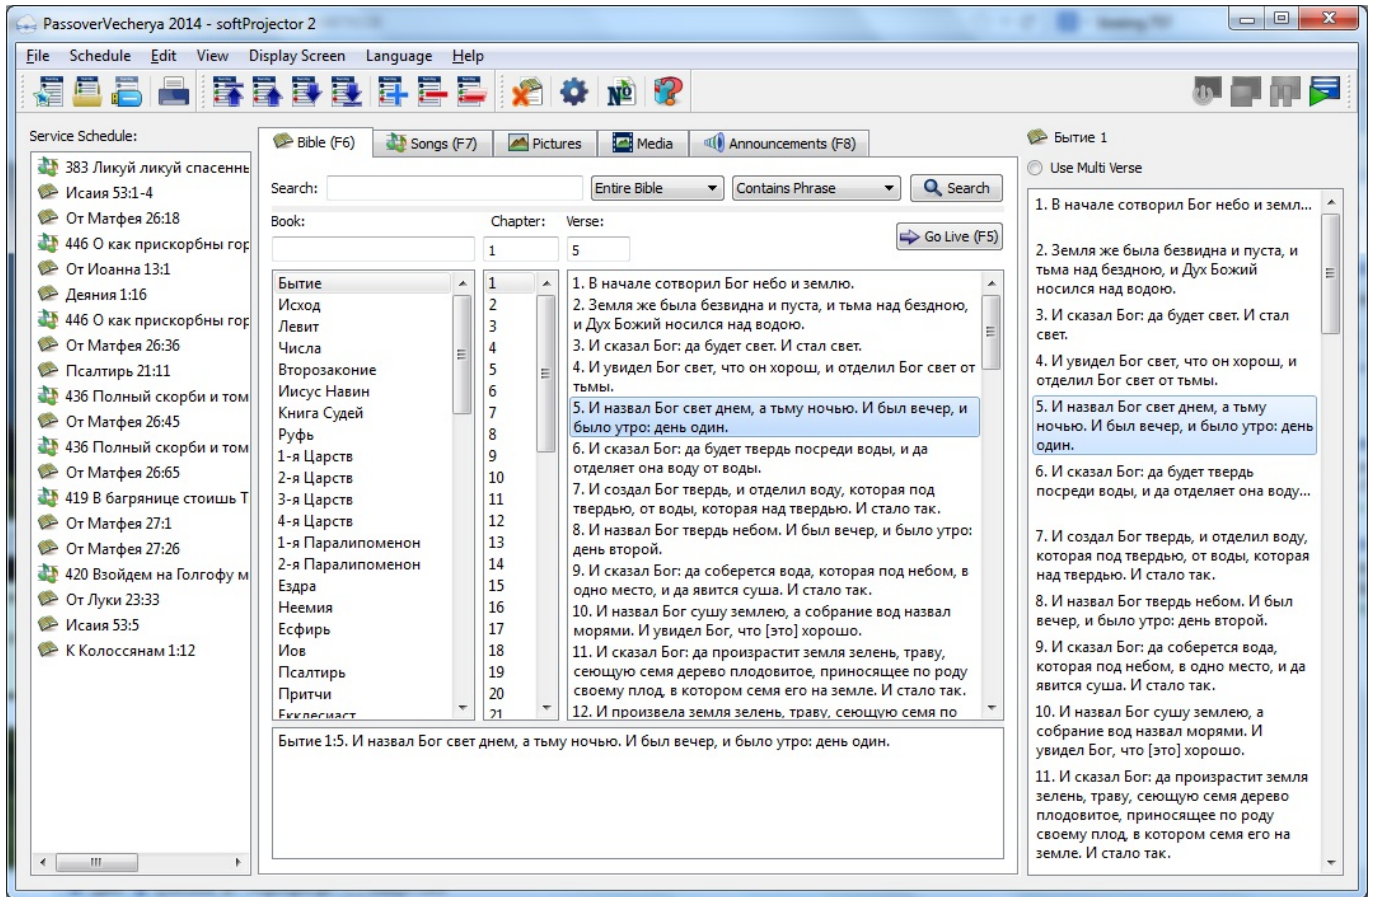 PassoverVecherya 2014 - softProjector 2
File Schedule Edit View Display Screen Language Help
Service Schedule:
383 Ликуй ликуй спасеннь
Исаия 53:1-4
От Матфея 26:18
446 О как прискорбны гор
От Иоанна 13:1
Деяния 1:16
446 О как прискорбны гор
От Матфея 26:36
Псалтирь 21:11
436 Полный скорби и том
От Матфея 26:45
436 Полный скорби и том
От Матфея 26:65
419 В багрянице стоишь Т
От Матфея 27:1
От Матфея 27:26
420 Взойдем на Голгофу м
От Луки 23:33
Исаия 53:5
К Колоссянам 1:12
Bible (F6) Songs (F7) Pictures Media Announcements (F8)
Search: Entire Bible Contains Phrase Search
Book: Chapter: Verse:
1 5 Go Live (F5)
Бытие
Исход
Левит
Числа
Второзаконие
Иисус Навин
Книга Судей
Руфь
1-я Царств
2-я Царств
3-я Царств
4-я Царств
1-я Паралипоменон
2-я Паралипоменон
Ездра
Неемия
Есфирь
Иов
Псалтирь
Притчи
Екклесиаст
1
2
3
4
5
6
7
8
9
10
11
12
13
14
15
16
17
18
19
20
21
1. В начале сотворил Бог небо и землю.
2. Земля же была безвидна и пуста, и тьма над бездною,
и Дух Божий носился над водою.
3. И сказал Бог: да будет свет. И стал свет.
4. И увидел Бог свет, что он хорош, и отделил Бог свет от
тьмы.
5. И назвал Бог свет днем, а тьму ночью. И был вечер, и
было утро: день один.
6. И сказал Бог: да будет твердь посреди воды, и да
отделяет она воду от воды.
7. И создал Бог твердь, и отделил воду, которая под
твердью, от воды, которая над твердью. И стало так.
8. И назвал Бог твердь небом. И был вечер, и было утро:
день второй.
9. И сказал Бог: да соберется вода, которая под небом, в
одно место, и да явится суша. И стало так.
10. И назвал Бог сушу землею, а собрание вод назвал
морями. И увидел Бог, что [это] хорошо.
11. И сказал Бог: да произрастит земля зелень, траву,
сеющую семя дерево плодовитое, приносящее по роду
своему плод, в котором семя его на земле. И стало так.
12. И произвела земля зелень, траву, сеющую семя по
Бытие 1:5. И назвал Бог свет днем, а тьму ночью. И был вечер, и было утро: день один.
Бытие 1
Use Multi Verse
1. В начале сотворил Бог небо и земл...
2. Земля же была безвидна и пуста, и
тьма над бездною, и Дух Божий
носился над водою.
3. И сказал Бог: да будет свет. И стал
свет.
4. И увидел Бог свет, что он хорош, и
отделил Бог свет от тьмы.
5. И назвал Бог свет днем, а тьму
ночью. И был вечер, и было утро: день
один.
6. И сказал Бог: да будет твердь
посреди воды, и да отделяет она воду...
7. И создал Бог твердь, и отделил воду,
которая под твердью, от воды, которая
над твердью. И стало так.
8. И назвал Бог твердь небом. И был
вечер, и было утро: день второй.
9. И сказал Бог: да соберется вода,
которая под небом, в одно место, и да
явится суша. И стало так.
10. И назвал Бог сушу землею, а
собрание вод назвал морями. И
увидел Бог, что [это] хорошо.
11. И сказал Бог: да произрастит земля
зелень, траву, сеющую семя дерево
плодовитое, приносящее по роду
своему плод, в котором семя его на
земле. И стало так.